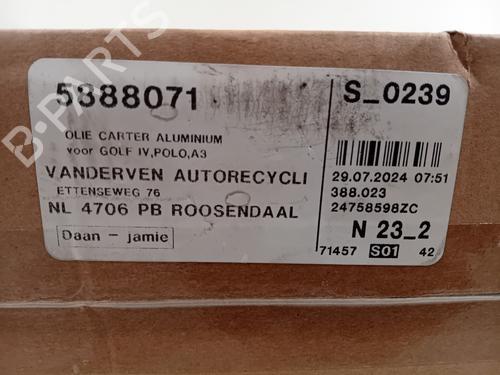 5888071
S_0239
OLIE CARTER ALUMINIUM
voor GOLF IV,POLO,A3
VANDERVEN AUTORECYCLI
ETTENSEWEG 76
NL 4706 PB ROOSENDAAL
Daan - jamie
29.07.2024 07:51
388.023
24758598ZC
N 23_2
71457 S01 42
B-PARTS